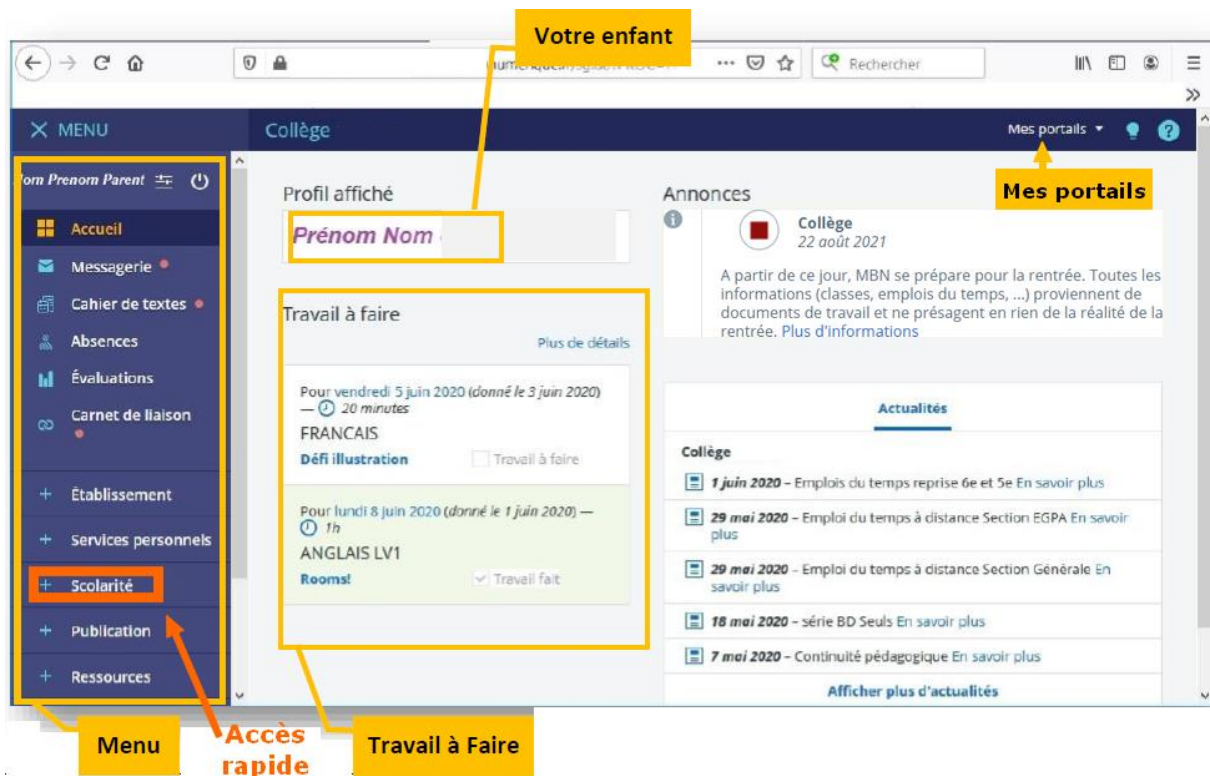 Votre enfant
Rechercher
MENU
Collège
Mes portails
Mes portails
Nom Prenom Parent
Accueil
Messagerie
Cahier de textes
Absences
Évaluations
Carnet de liaison
Établissement
Services personnels
Scolarité
Publication
Ressources
Profil affiché
Prénom Nom
Travail à faire
Plus de détails
Pour vendredi 5 juin 2020 (donné le 3 juin 2020)
— 20 minutes
FRANCAIS
Défi illustration Travail à faire
Pour lundi 8 juin 2020 (donné le 1 juin 2020) —
1h
ANGLAIS LV1
Rooms! Travail fait
Annonces
Collège
22 août 2021
A partir de ce jour, MBN se prépare pour la rentrée. Toutes les
informations (classes, emplois du temps, ...) proviennent de
documents de travail et ne présagent en rien de la réalité de la
rentrée. Plus d'informations
Actualités
Collège
1 juin 2020 – Emplois du temps reprise 6e et 5e En savoir plus
29 mai 2020 – Emploi du temps à distance Section EGPA En savoir
plus
29 mai 2020 – Emploi du temps à distance Section Générale En
savoir plus
18 mai 2020 – série BD Seuls En savoir plus
7 mai 2020 – Continuité pédagogique En savoir plus
Afficher plus d'actualités
Menu
Accès
rapide
Travail à Faire